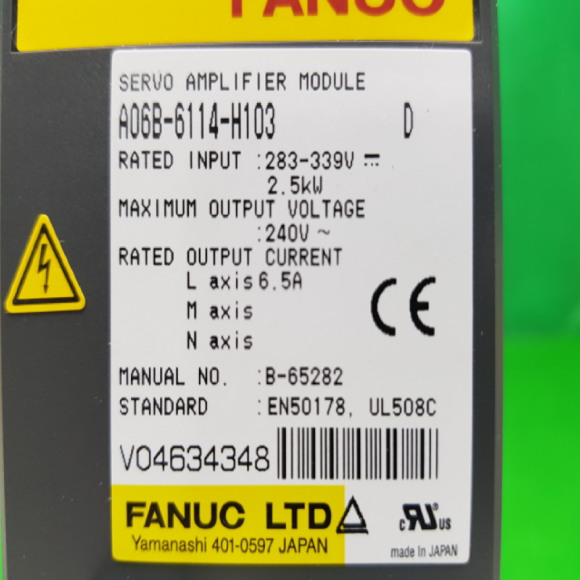 FANUC
SERVO AMPLIFIER MODULE
A06B-6114-H103 D
RATED INPUT :283-339V ⎓
2.5kW
MAXIMUM OUTPUT VOLTAGE
:240V ~
RATED OUTPUT CURRENT
L axis 6.5A
M axis
N axis
CE
MANUAL NO. :B-65282
STANDARD :EN50178, UL508C
V04634348
FANUC LTD
Yamanashi 401-0597 JAPAN
c RU US
made in JAPAN